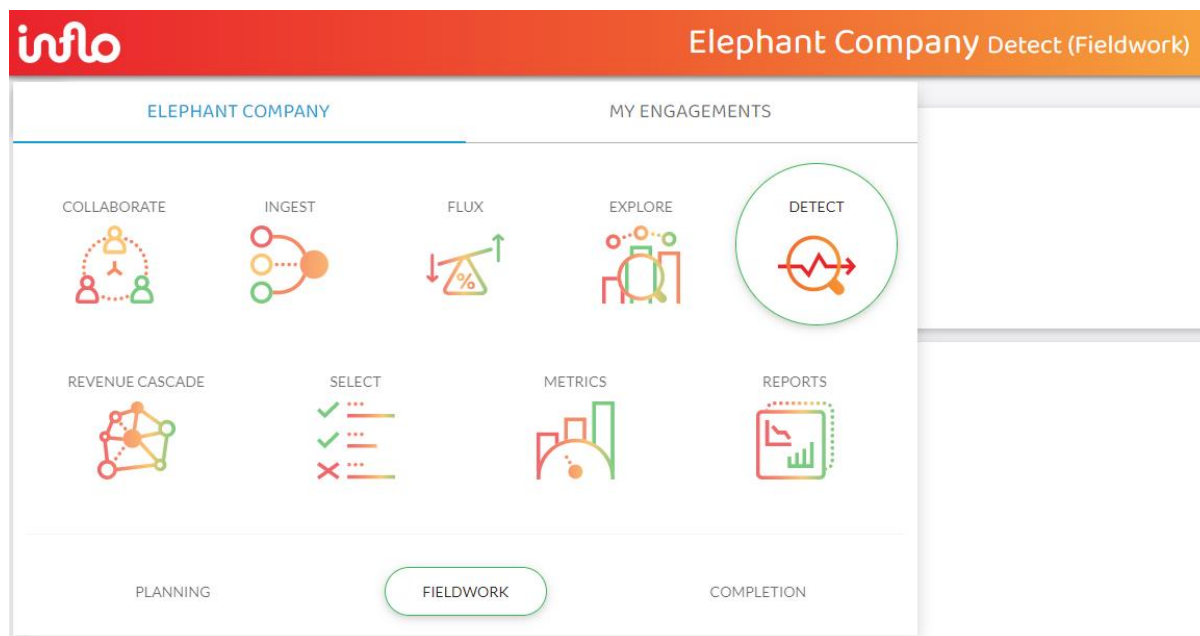 inflo
Elephant Company Detect (Fieldwork)
ELEPHANT COMPANY
MY ENGAGEMENTS
COLLABORATE
INGEST
FLUX
EXPLORE
DETECT
%
REVENUE CASCADE
SELECT
METRICS
REPORTS
PLANNING
FIELDWORK
COMPLETION